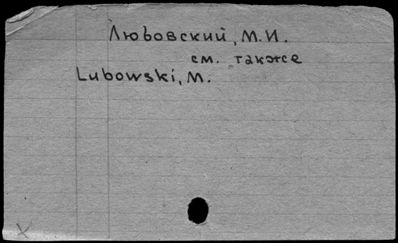 Любовский, М.И.
см. также
Lubowski, M.